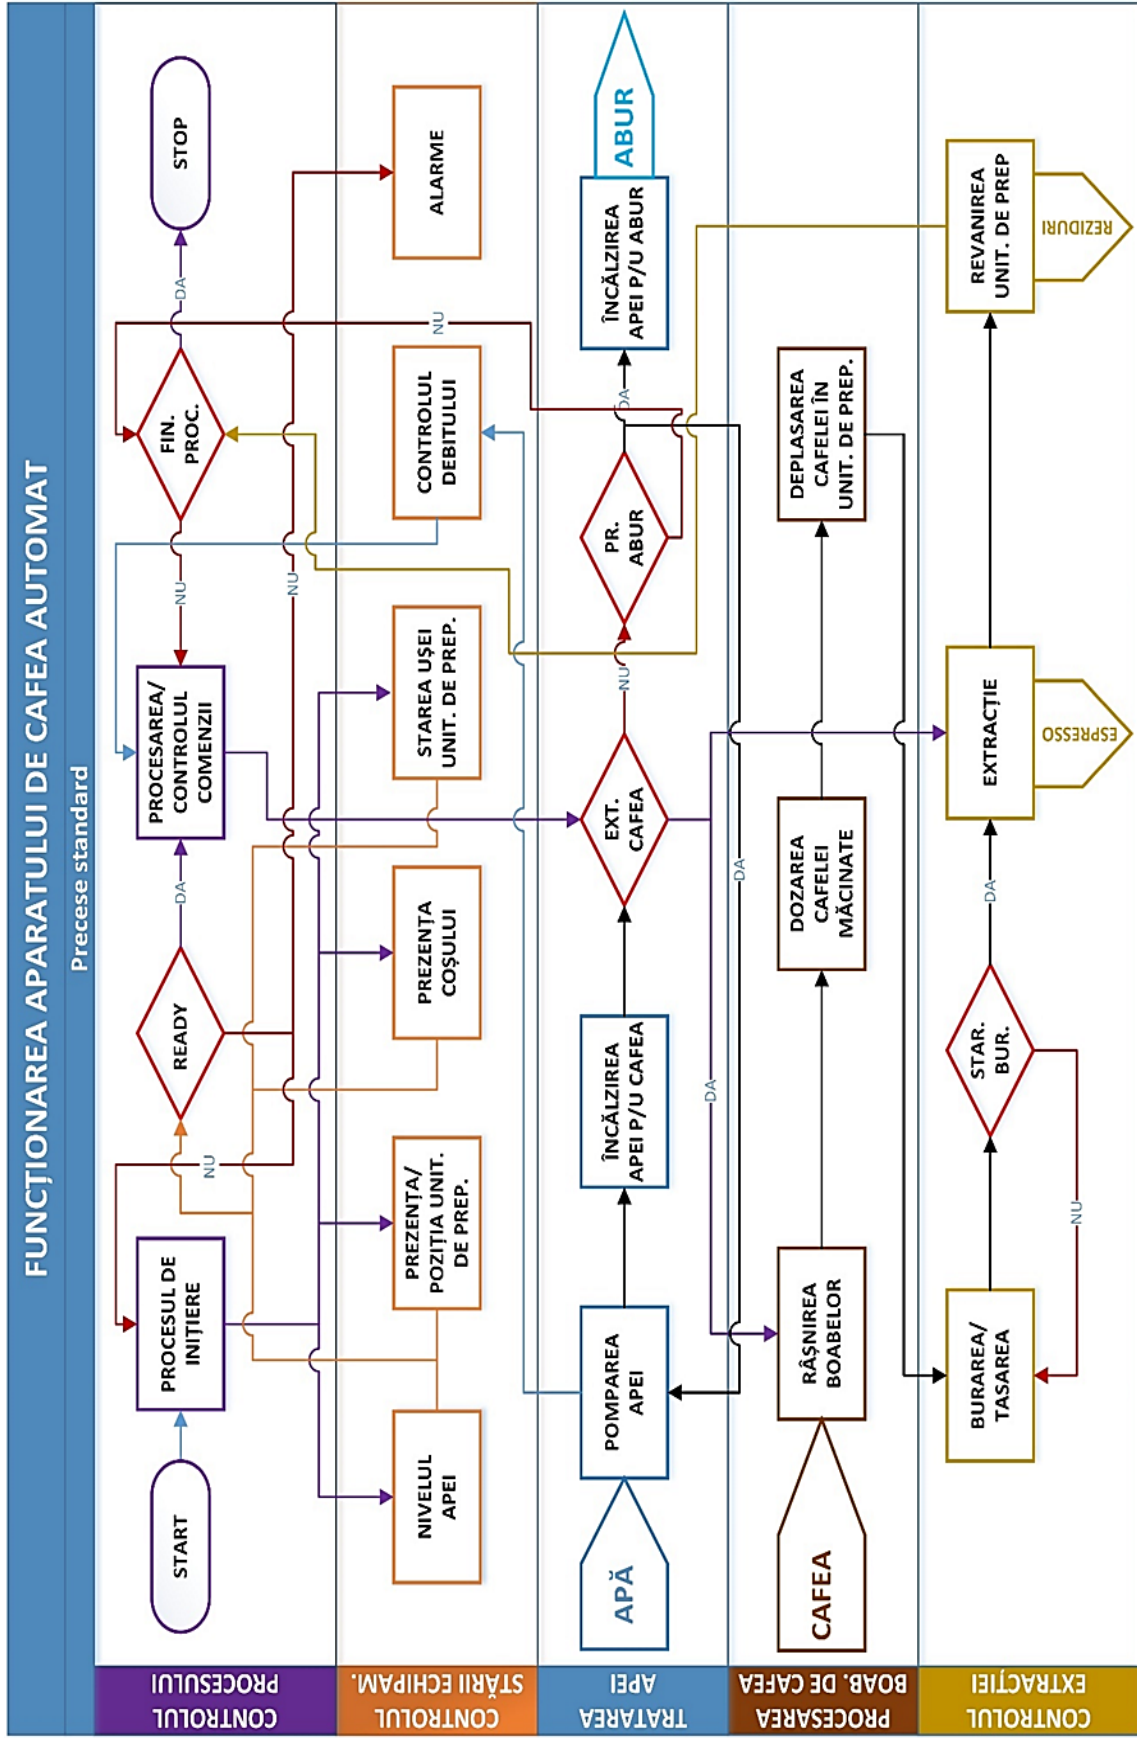 FUNCȚIONAREA APARATULUI DE CAFEA AUTOMAT
Precese standard
CONTROLUL
PROCESULUI
START
PROCESUL DE
INIȚIERE
NU
READY
DA
PROCESAREA/
CONTROLUL
COMENZII
NU
NU
FIN.
PROC.
DA
STOP
CONTROLUL
STĂRII ECHIPAM.
NIVELUL
APEI
PREZENȚA/
POZIȚIA UNIT.
DE PREP.
PREZENȚA
COȘULUI
STAREA UȘEI
UNIT. DE PREP.
CONTROLUL
DEBITULUI
NU
ALARME
TRATAREA
APEI
APĂ
POMPAREA
APEI
ÎNCĂLZIREA
APEI P/U CAFEA
EXT.
CAFEA
NU
PR.
ABUR
DA
ÎNCĂLZIREA
APEI P/U ABUR
ABUR
DA
DA
PROCESAREA
BOAB. DE CAFEA
CAFEA
RÂȘNIREA
BOABELOR
DOZAREA
CAFELEI
MĂCINATE
DEPLASAREA
CAFELEI ÎN
UNIT. DE PREP.
CONTROLUL
EXTRACȚIEI
BURAREA/
TASAREA
NU
STAR.
BUR.
DA
EXTRACȚIE
ESPRESSO
REVANIREA
UNIT. DE PREP
REZIDURI